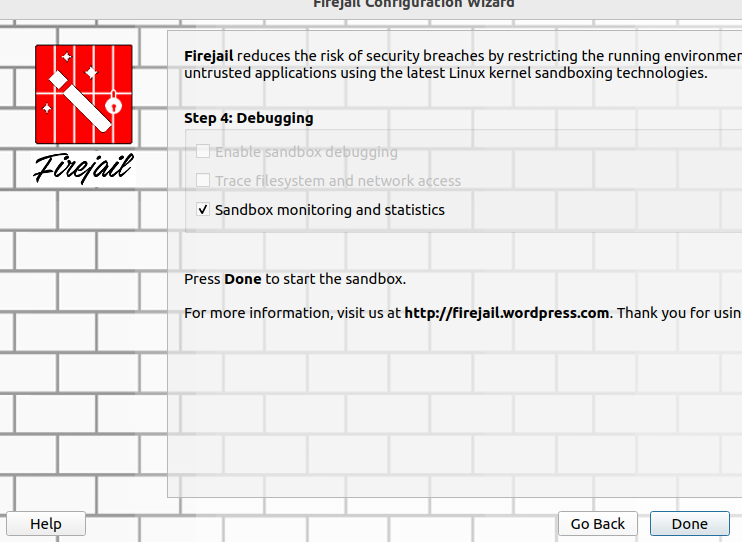 Firejail Configuration Wizard
Firejail reduces the risk of security breaches by restricting the running
untrusted applications using the latest Linux kernel sandboxing technologies.
Firejail
Step 4: Debugging
Enable sandbox debugging
Trace filesystem and network access
Sandbox monitoring and statistics
Press Done to start the sandbox.
For more information, visit us at http://firejail.wordpress.com. Thank you for
Help
Go Back
Done